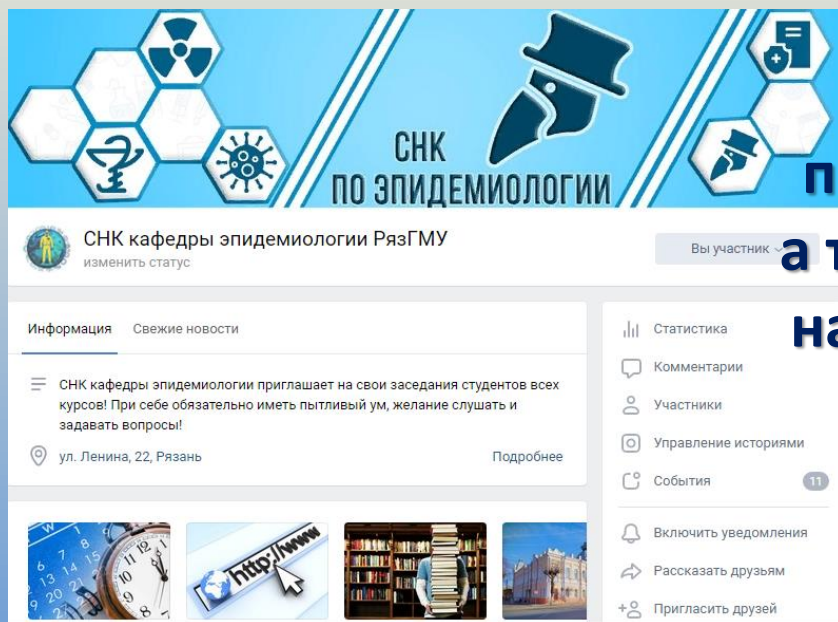 СНК
ПО ЭПИДЕМИОЛОГИИ
СНК кафедры эпидемиологии РязГМУ
изменить статус
Вы участник
а
на
Информация
Свежие новости
СНК кафедры эпидемиологии приглашает на свои заседания студентов всех
курсов! При себе обязательно иметь пытливый ум, желание слушать и
задавать вопросы!
ул. Ленина, 22, Рязань
Подробнее
Статистика
Комментарии
Участники
Управление историями
События
11
Включить уведомления
Рассказать друзьям
Пригласить друзей
http://www